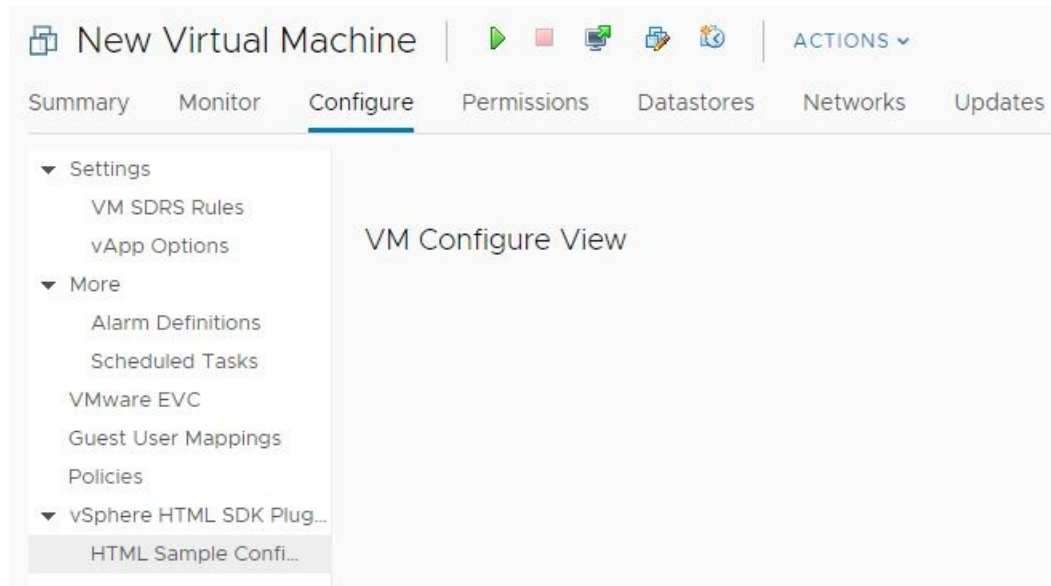 New Virtual Machine ACTIONS
Summary Monitor Configure Permissions Datastores Networks Updates
Settings
VM SDRS Rules
vApp Options
More
Alarm Definitions
Scheduled Tasks
VMware EVC
Guest User Mappings
Policies
vSphere HTML SDK Plug...
HTML Sample Confi...
VM Configure View